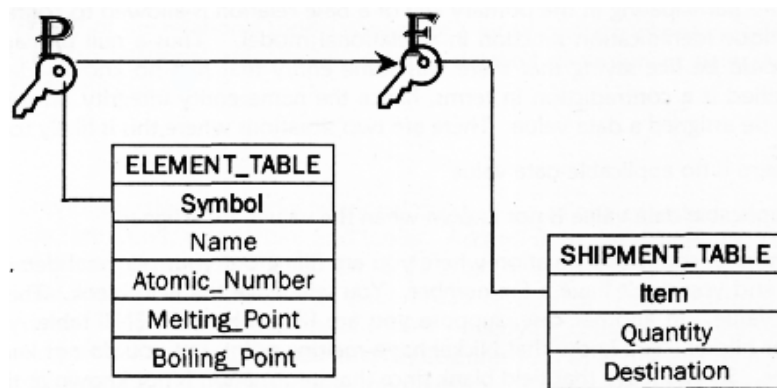 P
F
ELEMENT_TABLE
Symbol
Name
Atomic_Number
Melting_Point
Boiling_Point
SHIPMENT_TABLE
Item
Quantity
Destination